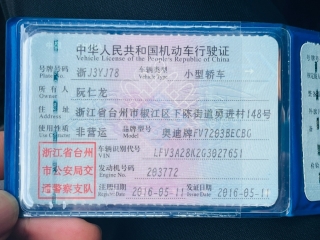 中华人民共和国机动车行驶证
Vehicle License of the People's Republic of China
号牌号码 浙J3YJ78 车辆类型 小型轿车
Plate No. Vehicle Type
所有人 阮仁龙
Owner
住址 浙江省台州市椒江区下陈街道勇进村148号
Address
使用性质 非营运 品牌型号 奥迪牌FV7203BECBG
Use Character Model
浙江省台州市公安局交通警察支队
车辆识别代号 LFV3A28K2G3027651
VIN
发动机号码 203772
Engine No.
注册日期 2016-05-11 发证日期 2016-05-11
Register Date Issue Date